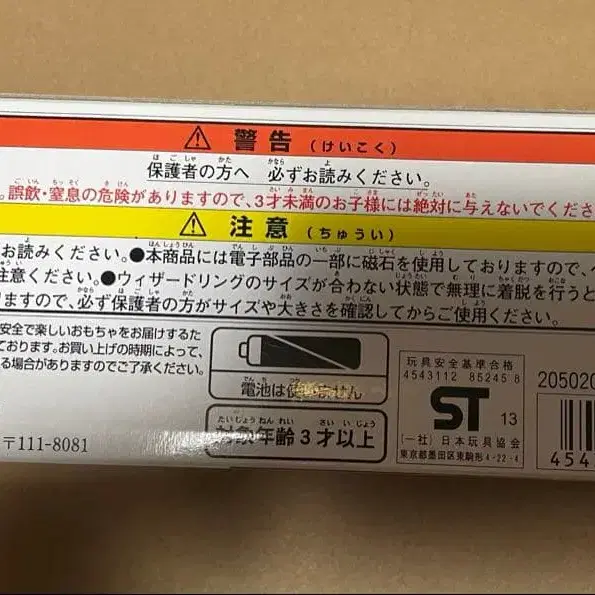 ⚠ 警告 (けいこく)
保護者の方へ 必ずお読みください。
誤飲・窒息の危険がありますので、3才未満のお子様には絶対に与えないでくださ
⚠ 注意 (ちゅうい)
お読みください。●本商品には電子部品の一部に磁石を使用しておりますので、
注意ください。●ウィザードリングのサイズが合わない状態で無理に着脱を行うと
りますので、必ず保護者の方がサイズや大きさを確認してからご使用ください。
安全で楽しいおもちゃをお届けするた
ております。お買い上げの時期によって、
る場合がありますのでご了承ください。
〒111-8081
電池は使いません
対象年齢3才以上
玩具安全基準合格
4543112 85245 8
ST 13
(一社) 日本玩具協会
東京都墨田区東駒形4-22-4
205020
454